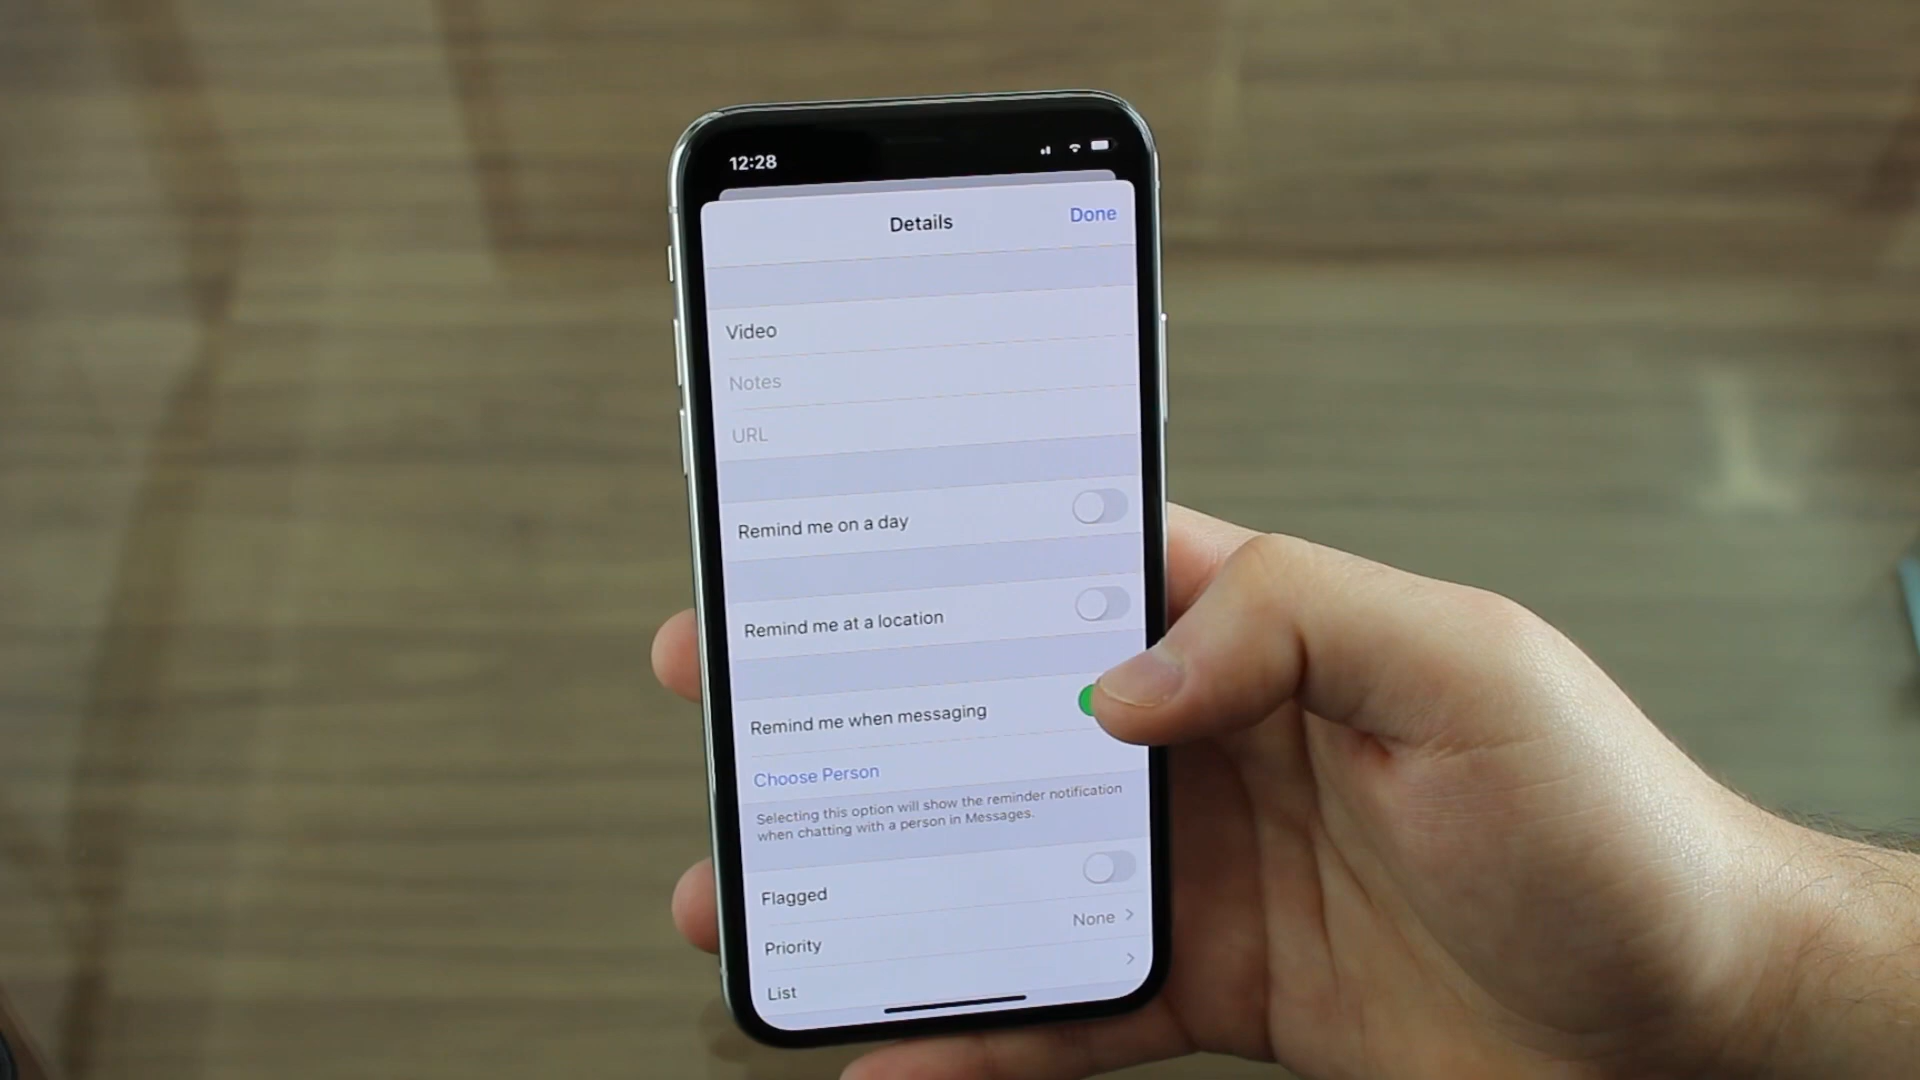 12:28
Details
Done
Video
Notes
URL
Remind me on a day
Remind me at a location
Remind me when messaging
Choose Person
Selecting this option will show the reminder notification
when chatting with a person in Messages.
Flagged
Priority
None
List